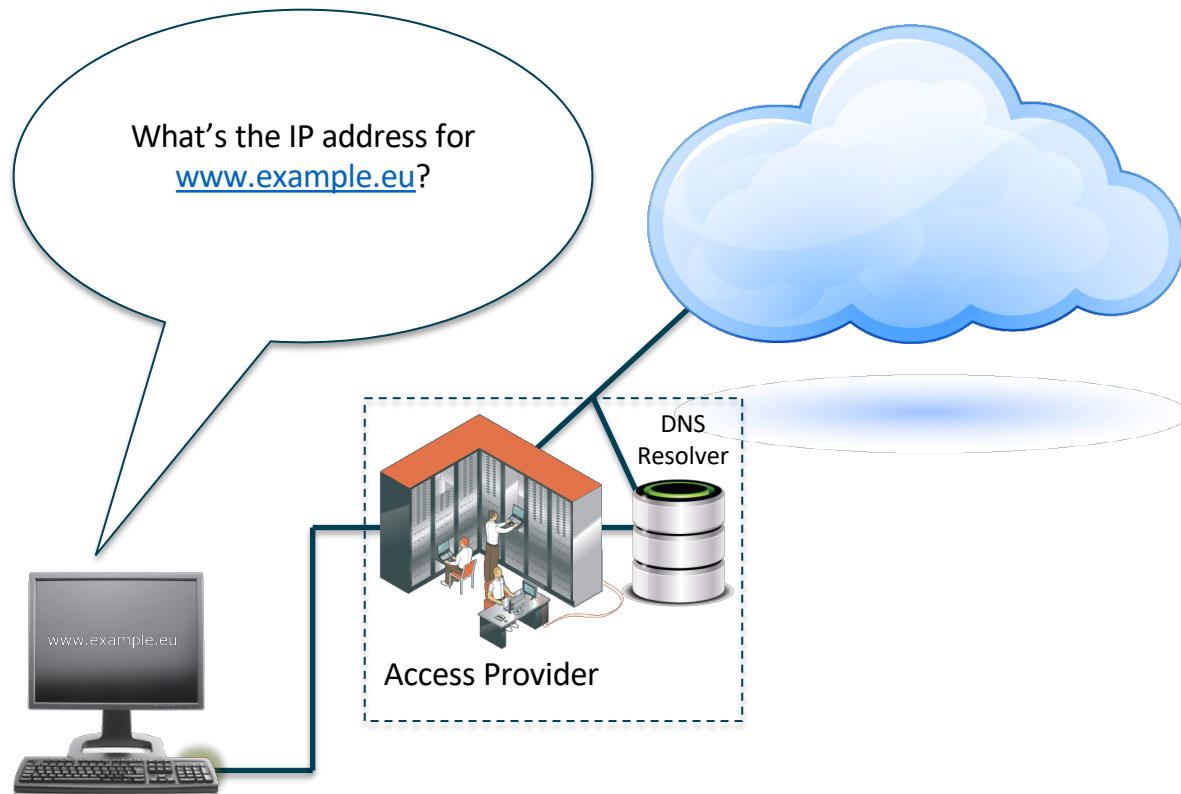 What’s the IP address for
www.example.eu?
DNS
Resolver
Access Provider
www.example.eu